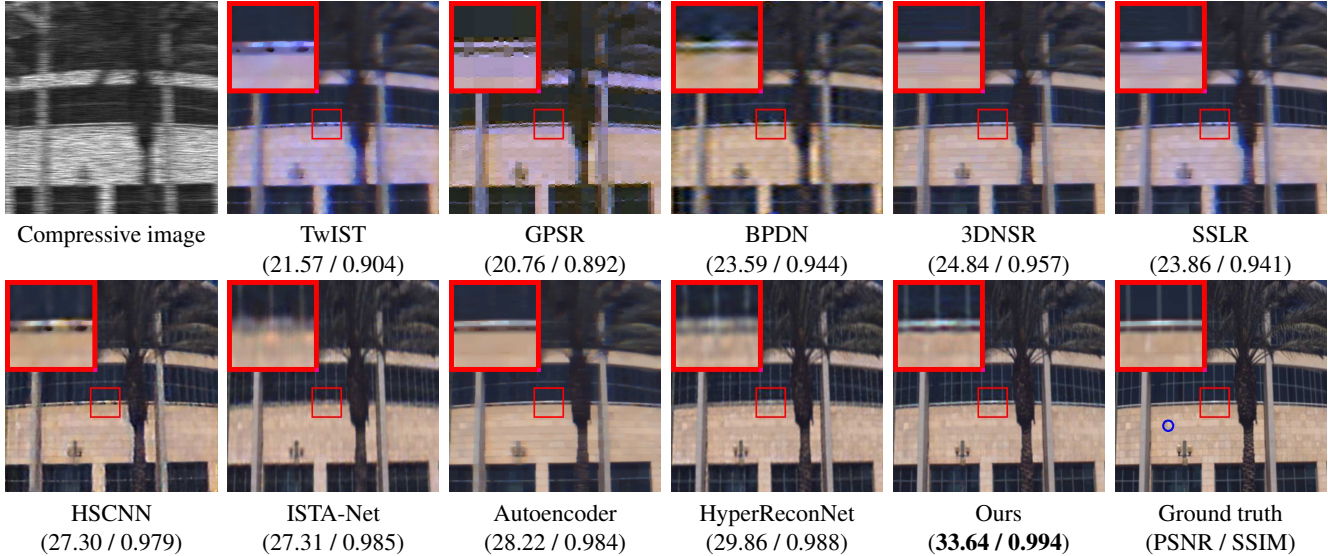 Compressive image
TwIST
GPSR
BPDN
3DNSR
SSLR
(21.57 / 0.904)
(20.76 / 0.892)
(23.59 / 0.944)
(24.84 / 0.957)
(23.86 / 0.941)
HSCNN
ISTA-Net
Autoencoder
HyperReconNet
Ours
Ground truth
(27.30 / 0.979)
(27.31 / 0.985)
(28.22 / 0.984)
(29.86 / 0.988)
(33.64 / 0.994)
(PSNR / SSIM)